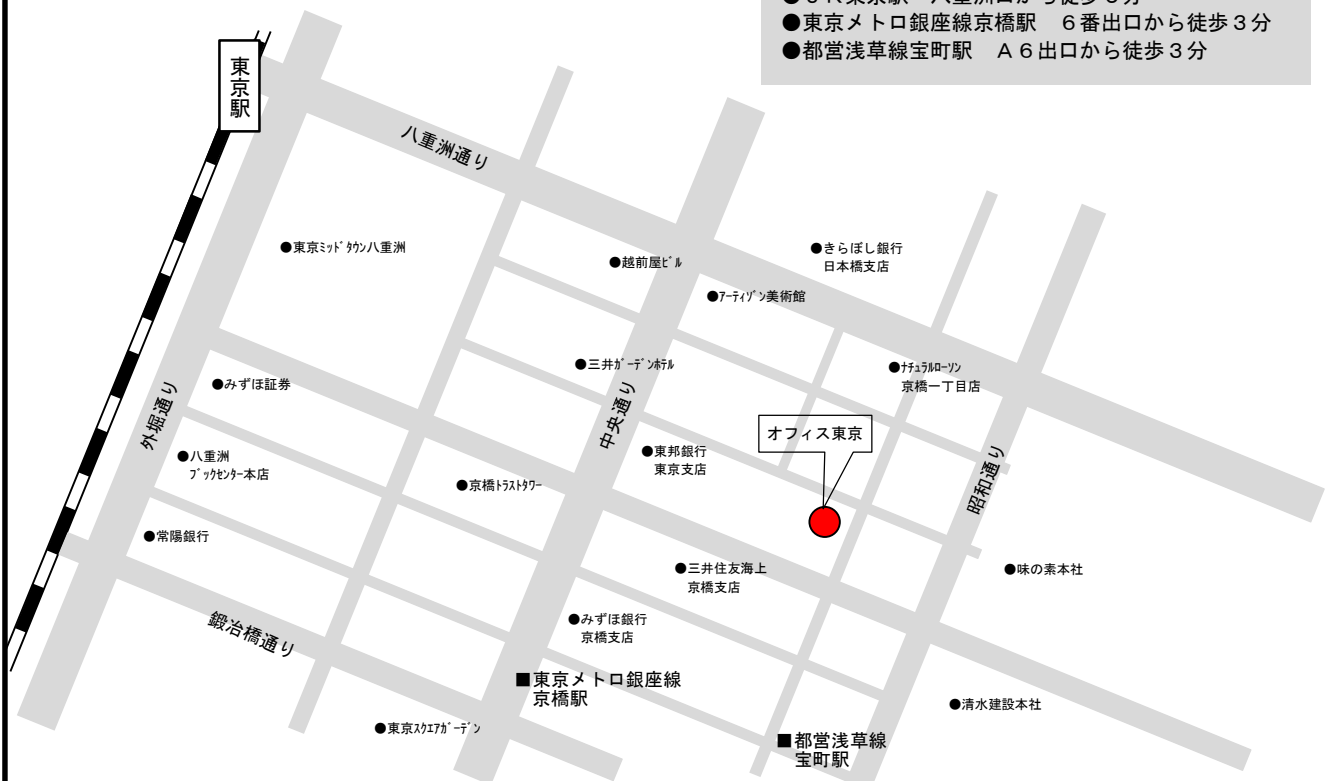 ●東京メトロ銀座線京橋駅　６番出口から徒歩３分
●都営浅草線宝町駅　Ａ６出口から徒歩３分
東京駅
八重洲通り
●東京ﾐｯﾄﾞﾀｳﾝ八重洲
●越前屋ﾋﾞﾙ
●きらぼし銀行
日本橋支店
●ｱｰﾃｨｿﾞﾝ美術館
●三井ｶﾞｰﾃﾞﾝﾎﾃﾙ
●ﾅﾁｭﾗﾙﾛｰｿﾝ
京橋一丁目店
●みずほ証券
外堀通り
中央通り
オフィス東京
●東邦銀行
東京支店
昭和通り
●八重洲
ﾌﾞｯｸｾﾝﾀｰ本店
●京橋ﾄﾗｽﾄﾀﾜｰ
●常陽銀行
●三井住友海上
京橋支店
●味の素本社
鍛冶橋通り
●みずほ銀行
京橋支店
■東京メトロ銀座線
京橋駅
●清水建設本社
●東京ｽｸｴｱｶﾞｰﾃﾞﾝ
■都営浅草線
宝町駅